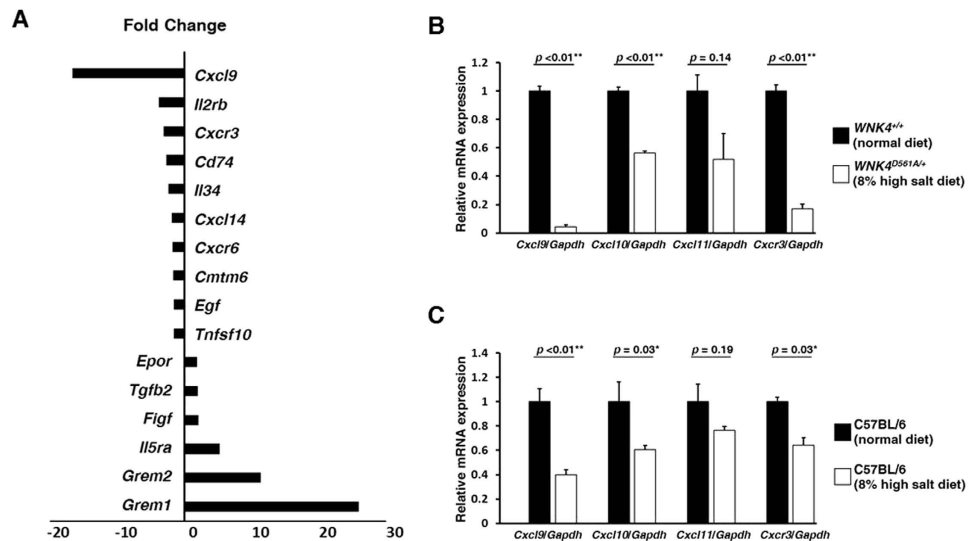 A
Fold Change
Cxcl9
Il2rb
Cxcr3
Cd74
Il34
Cxcl14
Cxcr6
Cmtm6
Egf
Tnfsf10
Epor
Tgfb2
Figf
Il5ra
Grem2
Grem1
-20 -10 0 10 20 30
B
p <0.01** p <0.01** p = 0.14 p <0.01**
Relative mRNA expression
1.2
1
0.8
0.6
0.4
0.2
0
Cxcl9/Gapdh Cxcl10/Gapdh Cxcl11/Gapdh Cxcr3/Gapdh
WNK4+/+
(normal diet)
WNK4D561A/+
(8% high salt diet)
C
p <0.01** p = 0.03* p = 0.19 p = 0.03*
Relative mRNA expression
1.4
1.2
1
0.8
0.6
0.4
0.2
0
Cxcl9/Gapdh Cxcl10/Gapdh Cxcl11/Gapdh Cxcr3/Gapdh
C57BL/6
(normal diet)
C57BL/6
(8% high salt diet)